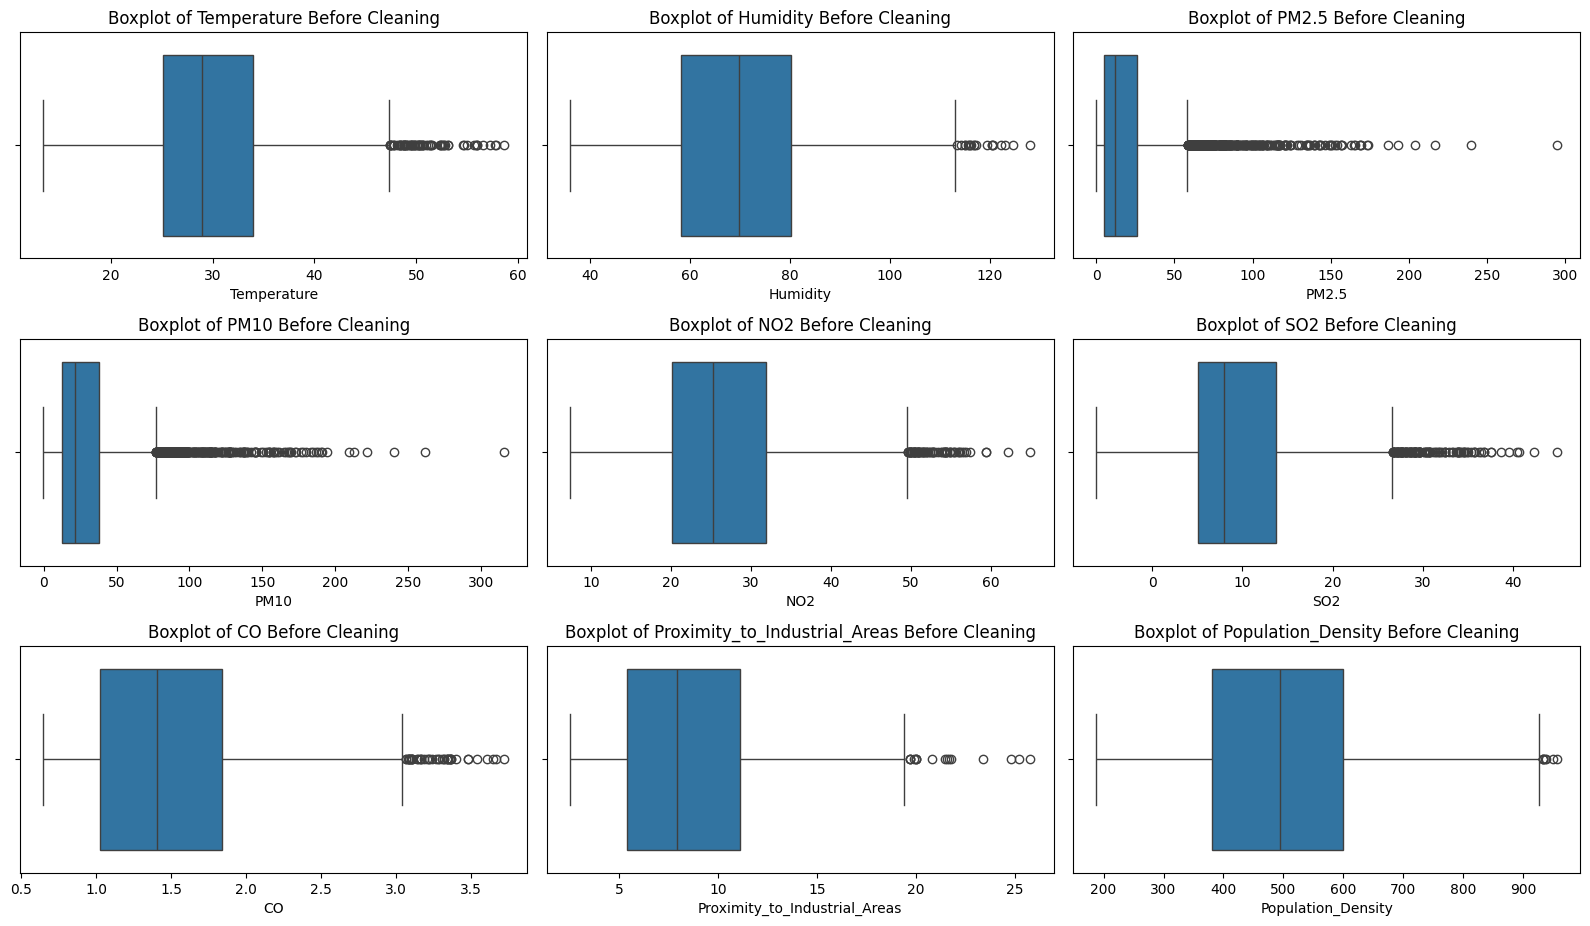 Boxplot of Temperature Before Cleaning
Boxplot of Humidity Before Cleaning
Boxplot of PM2.5 Before Cleaning
20 30 40 50 60
Temperature
40 60 80 100 120
Humidity
0 50 100 150 200 250 300
PM2.5
Boxplot of PM10 Before Cleaning
Boxplot of NO2 Before Cleaning
Boxplot of SO2 Before Cleaning
0 50 100 150 200 250 300
PM10
10 20 30 40 50 60
NO2
0 10 20 30 40
SO2
Boxplot of CO Before Cleaning
Boxplot of Proximity_to_Industrial_Areas Before Cleaning
Boxplot of Population_Density Before Cleaning
0.5 1.0 1.5 2.0 2.5 3.0 3.5
CO
5 10 15 20 25
Proximity_to_Industrial_Areas
200 300 400 500 600 700 800 900
Population_Density